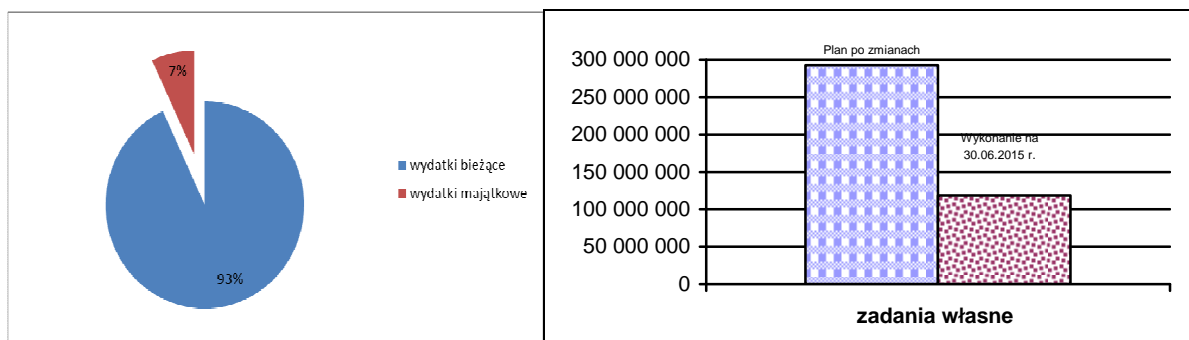 7%
93%
wydatki bieżące
wydatki majątkowe
300 000 000
250 000 000
200 000 000
150 000 000
100 000 000
50 000 000
0
Plan po zmianach
Wykonanie na
30.06.2015 r.
zadania własne